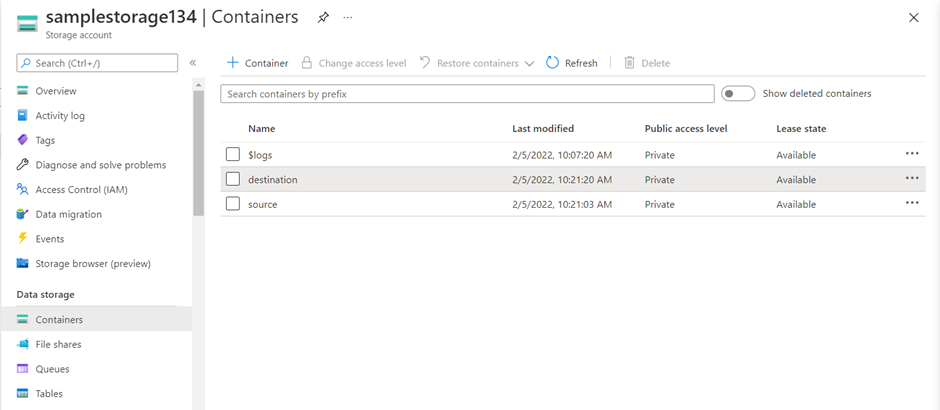 samplestorage134 | Containers
Storage account
Search (Ctrl+/)
Overview
Activity log
Tags
Diagnose and solve problems
Access Control (IAM)
Data migration
Events
Storage browser (preview)
Data storage
Containers
File shares
Queues
Tables
Container Change access level Restore containers Refresh Delete
Search containers by prefix Show deleted containers
Name Last modified Public access level Lease state
$logs 2/5/2022, 10:07:20 AM Private Available
destination 2/5/2022, 10:21:20 AM Private Available
source 2/5/2022, 10:21:03 AM Private Available